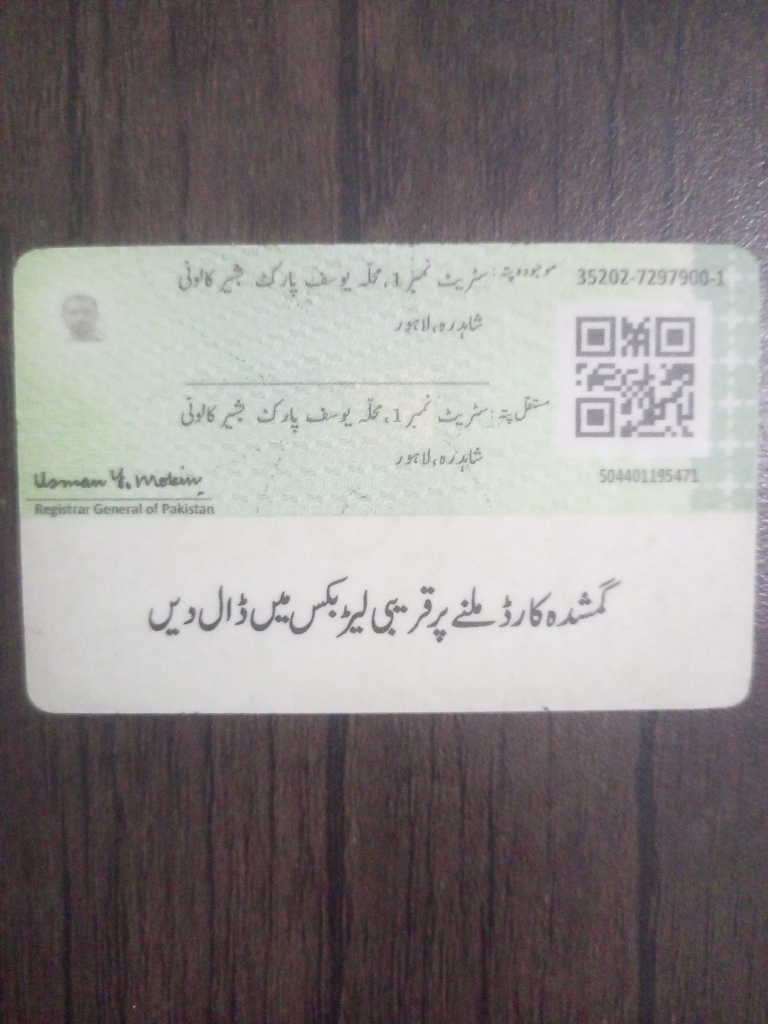 موجودہ پتہ: سٹریٹ نمبر 1، محلہ یوسف پارک بشیر کالونی
35202-7297900-1
شاہدرہ، لاہور
مستقل پتہ: سٹریٹ نمبر 1، محلہ یوسف پارک بشیر کالونی
شاہدرہ، لاہور
504401195471
Usman Y. Mobin
Registrar General of Pakistan
گمشدہ کارڈ ملنے پر قریبی لیٹر بکس میں ڈال دیں